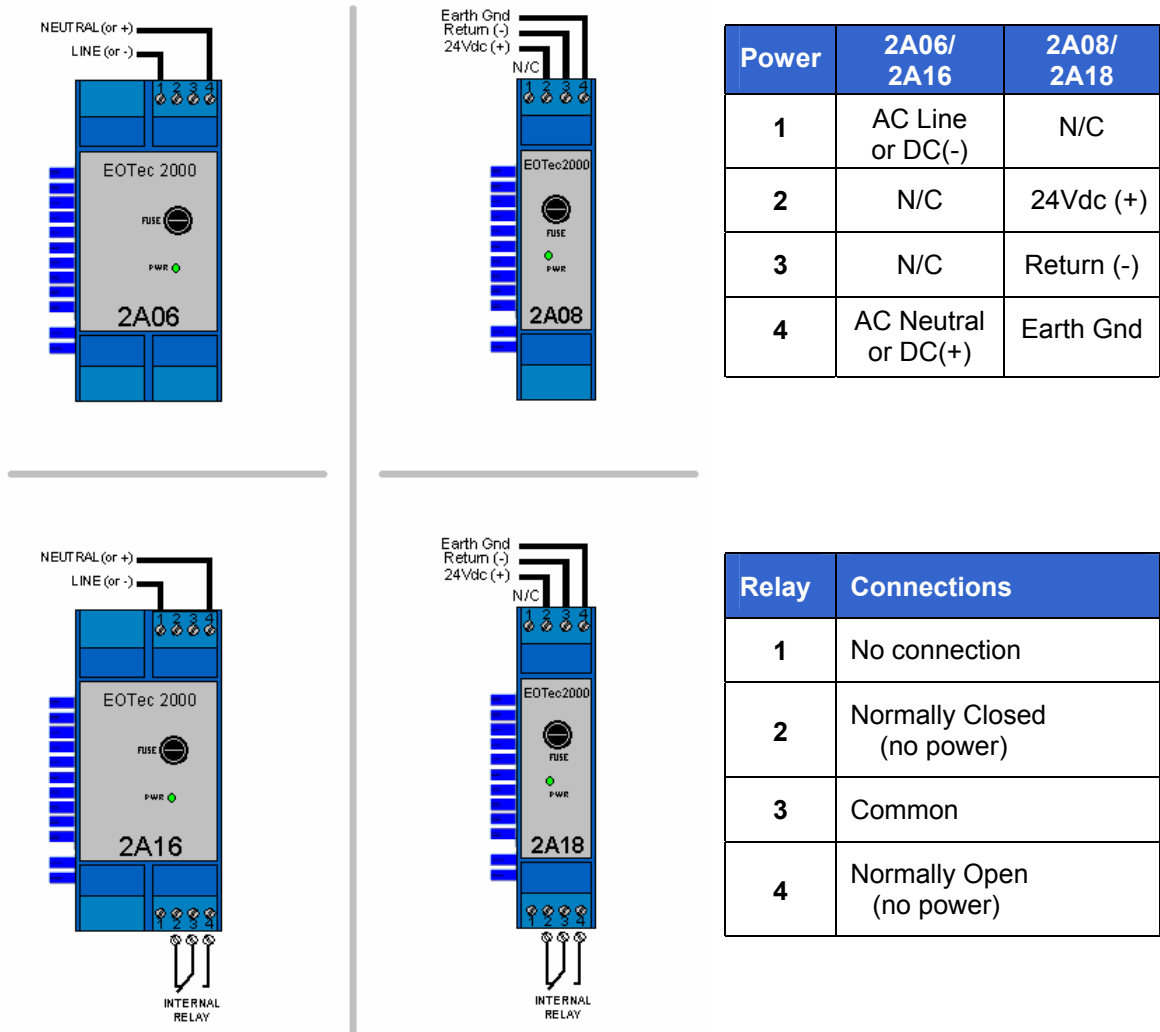 NEUTRAL (or +)
LINE (or -)
1 2 3 4
EOTec 2000
FUSE
PWR
2A06
Earth Gnd
Return (-)
24Vdc (+)
N/C
1 2 3 4
EOTec2000
FUSE
PWR
2A08
Power 2A06/ 2A08/
2A16 2A18
1 AC Line N/C
or DC(-)
2 N/C 24Vdc (+)
3 N/C Return (-)
4 AC Neutral Earth Gnd
or DC(+)
NEUTRAL (or +)
LINE (or -)
1 2 3 4
EOTec 2000
FUSE
PWR
2A16
1 2 3 4
INTERNAL
RELAY
Earth Gnd
Return (-)
24Vdc (+)
N/C
1 2 3 4
EOTec2000
FUSE
PWR
2A18
1 2 3 4
INTERNAL
RELAY
Relay Connections
1 No connection
2 Normally Closed
(no power)
3 Common
4 Normally Open
(no power)